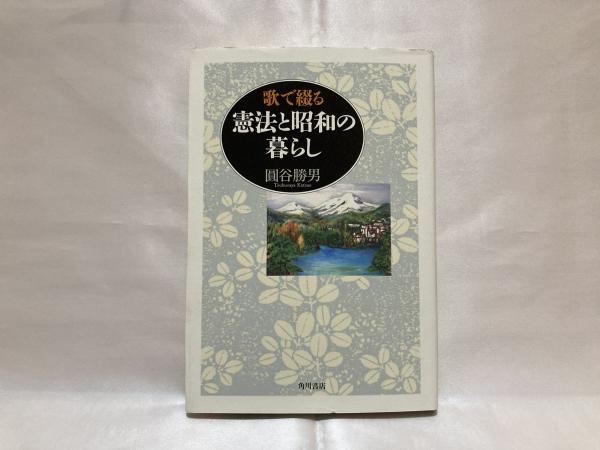 歌で綴る
憲法と昭和の
暮らし
圓谷勝男
Tsuburaya Katsuo
角川書店